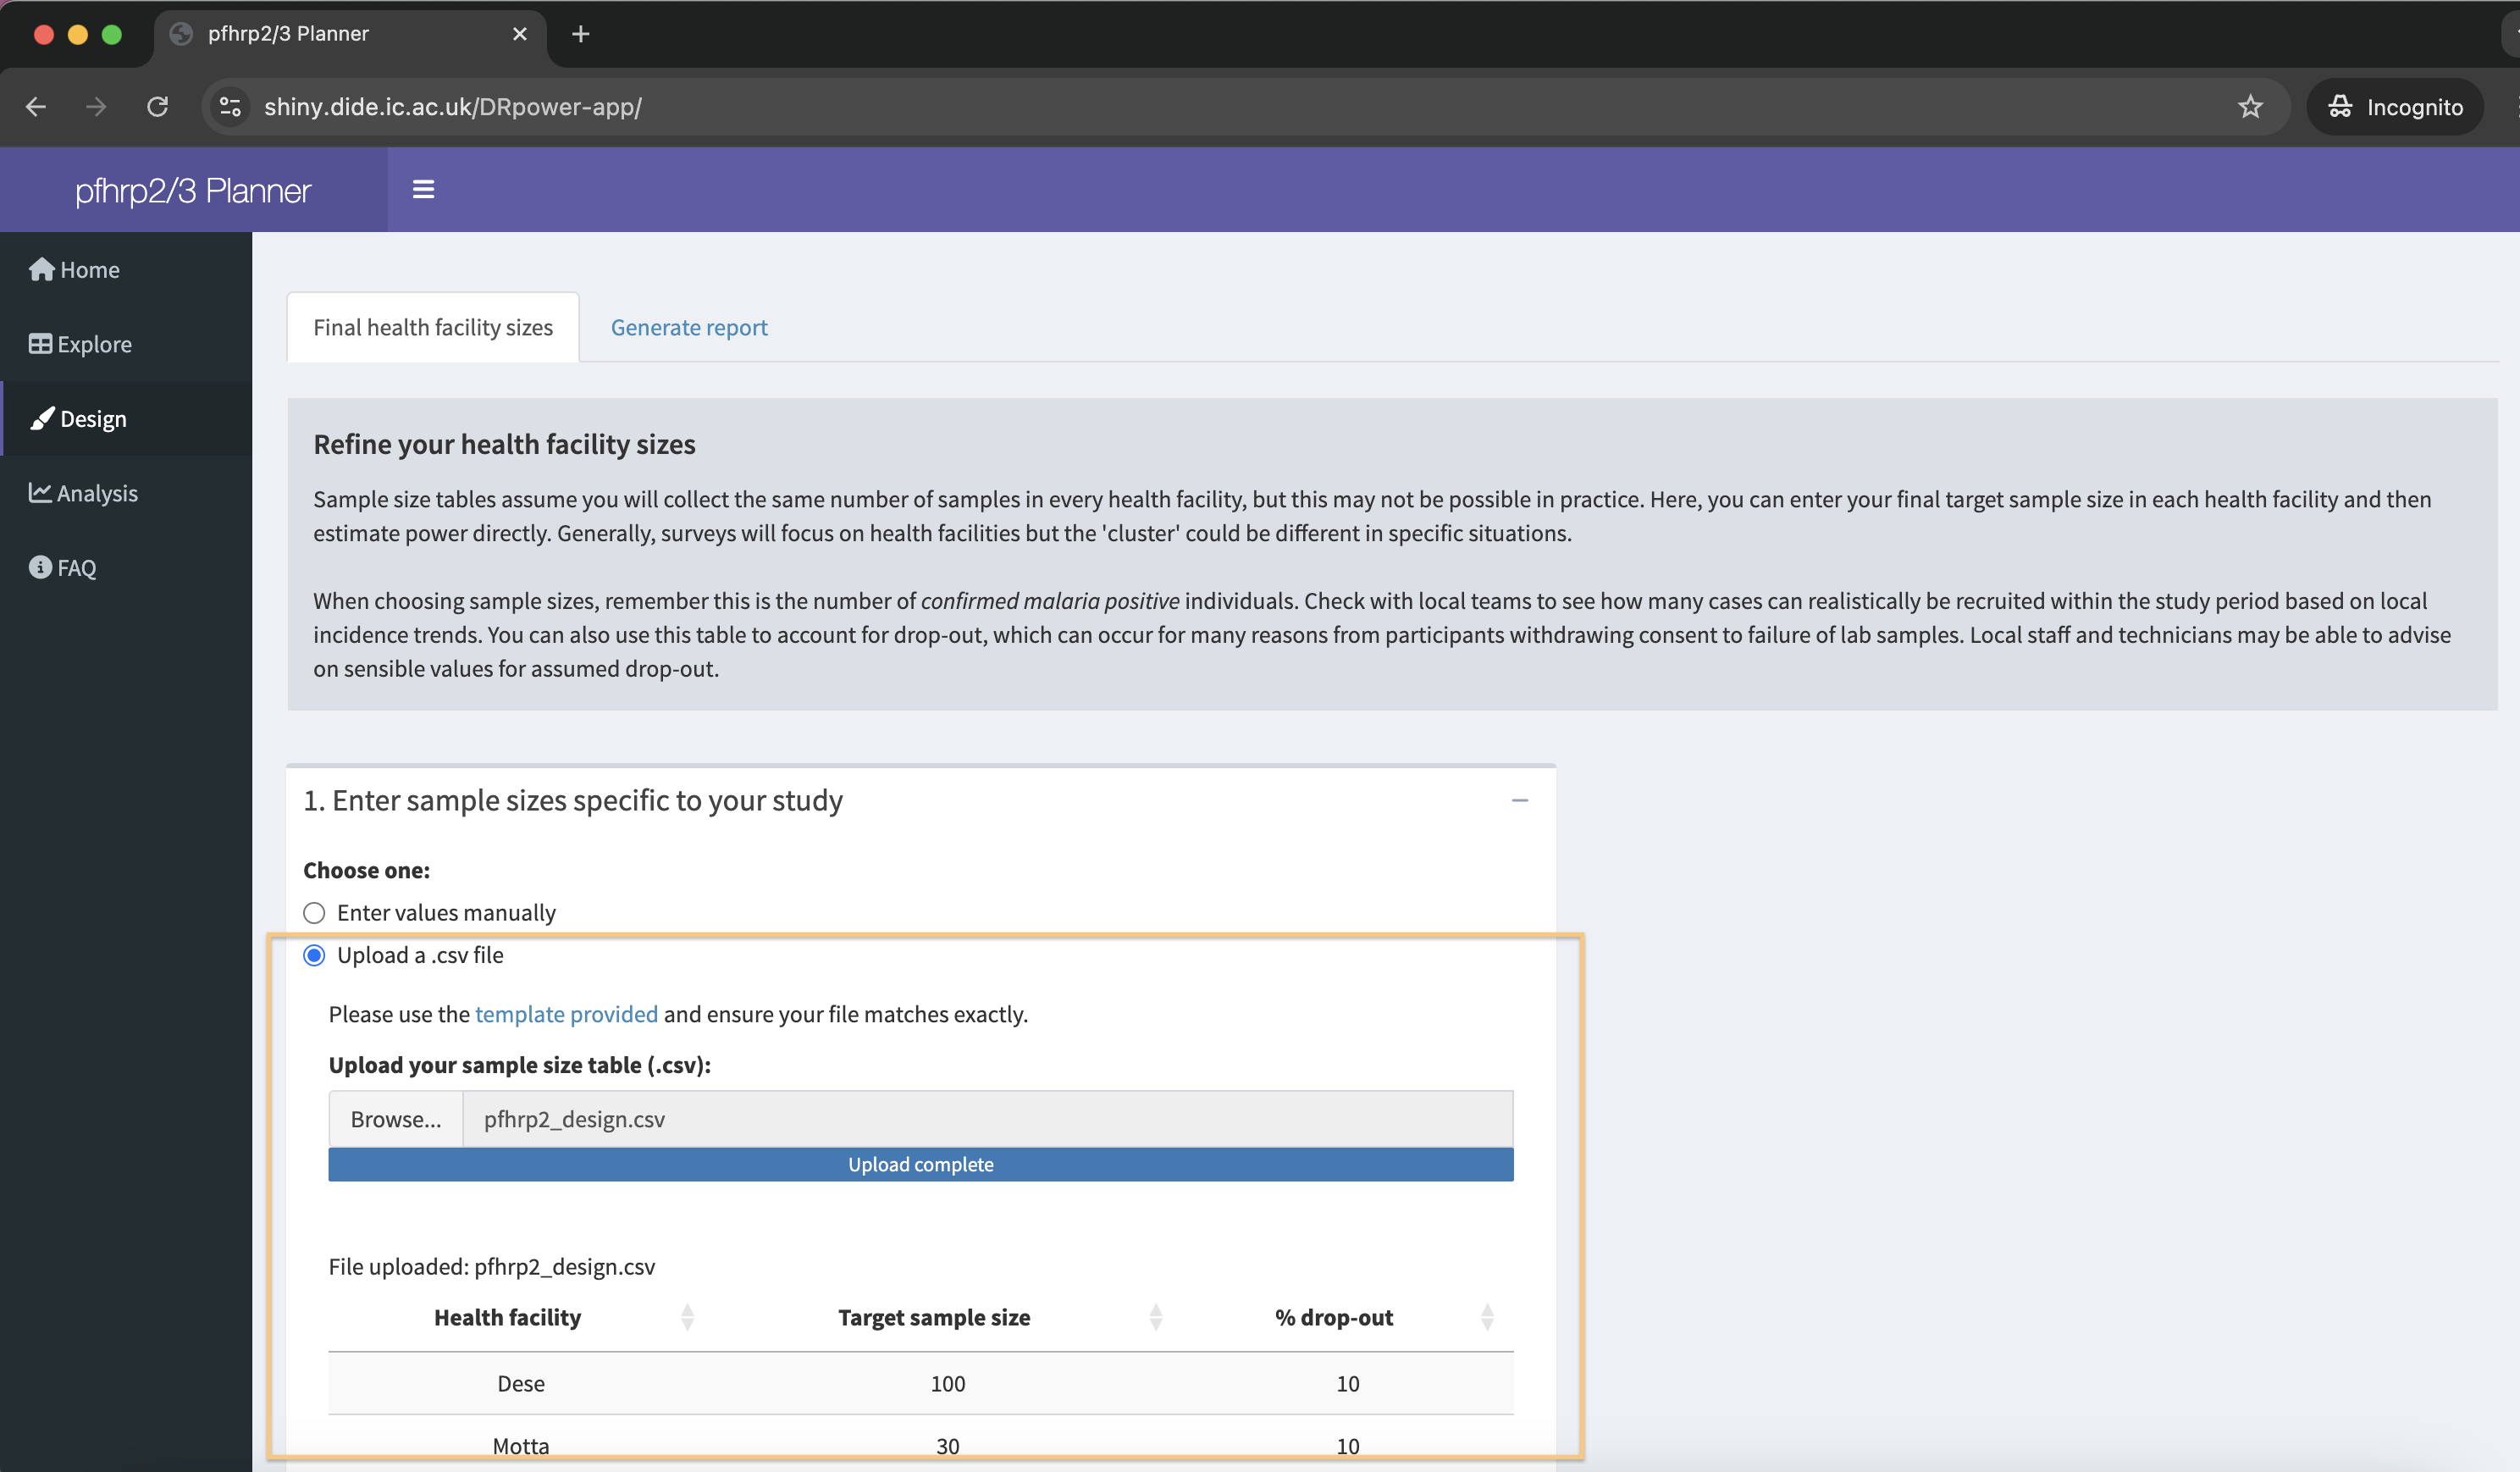 pfhrp2/3 Planner
shiny.dide.ic.ac.uk/DRpower-app/
Incognito
pfhrp2/3 Planner
Home
Explore
Design
Analysis
FAQ
Final health facility sizes
Generate report
Refine your health facility sizes
Sample size tables assume you will collect the same number of samples in every health facility, but this may not be possible in practice. Here, you can enter your final target sample size in each health facility and then
estimate power directly. Generally, surveys will focus on health facilities but the 'cluster' could be different in specific situations.
When choosing sample sizes, remember this is the number of confirmed malaria positive individuals. Check with local teams to see how many cases can realistically be recruited within the study period based on local
incidence trends. You can also use this table to account for drop-out, which can occur for many reasons from participants withdrawing consent to failure of lab samples. Local staff and technicians may be able to advise
on sensible values for assumed drop-out.
1. Enter sample sizes specific to your study
Choose one:
Enter values manually
Upload a .csv file
Please use the template provided and ensure your file matches exactly.
Upload your sample size table (.csv):
Browse... pfhrp2_design.csv
Upload complete
File uploaded: pfhrp2_design.csv
Health facility Target sample size % drop-out
Dese 100 10
Motta 30 10